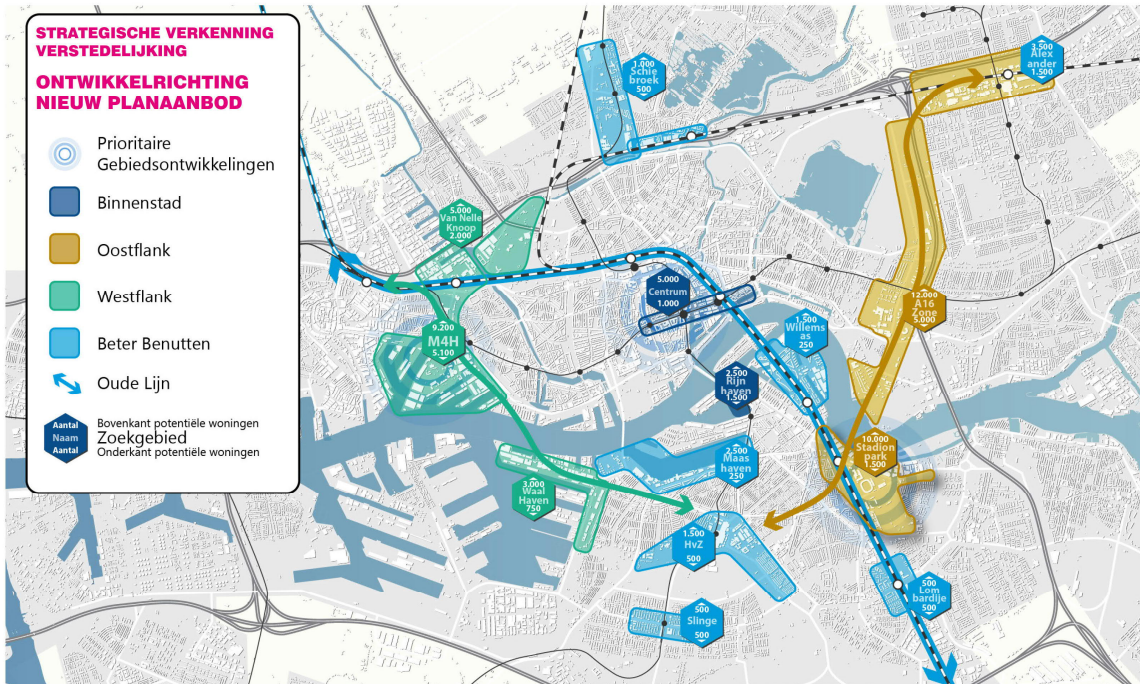 STRATEGISCHE VERKENNING
VERSTEDELIJKING
ONTWIKKELRICHTING
NIEUW PLANAANBOD
Prioritaire
Gebiedsontwikkelingen
Binnenstad
Oostflank
Westflank
Beter Benutten
Oude Lijn
Aantal
Naam
Aantal
Bovenkant potentiële woningen
Zoekgebied
Onderkant potentiële woningen
1.000
Schie
broek
500
3.500
Alex
ander
1.500
5.000
Van Nelle
Knoop
2.000
5.000
Centrum
1.000
12.000
A16
Zone
5.000
9.200
M4H
5.100
1.500
Willems
as
250
2.500
Rijn
haven
1.500
10.000
Stadion
park
1.500
2.500
Maas
haven
250
3.000
Waal
Haven
750
1.500
HvZ
500
500
Lom
bardije
500
500
Slinge
500